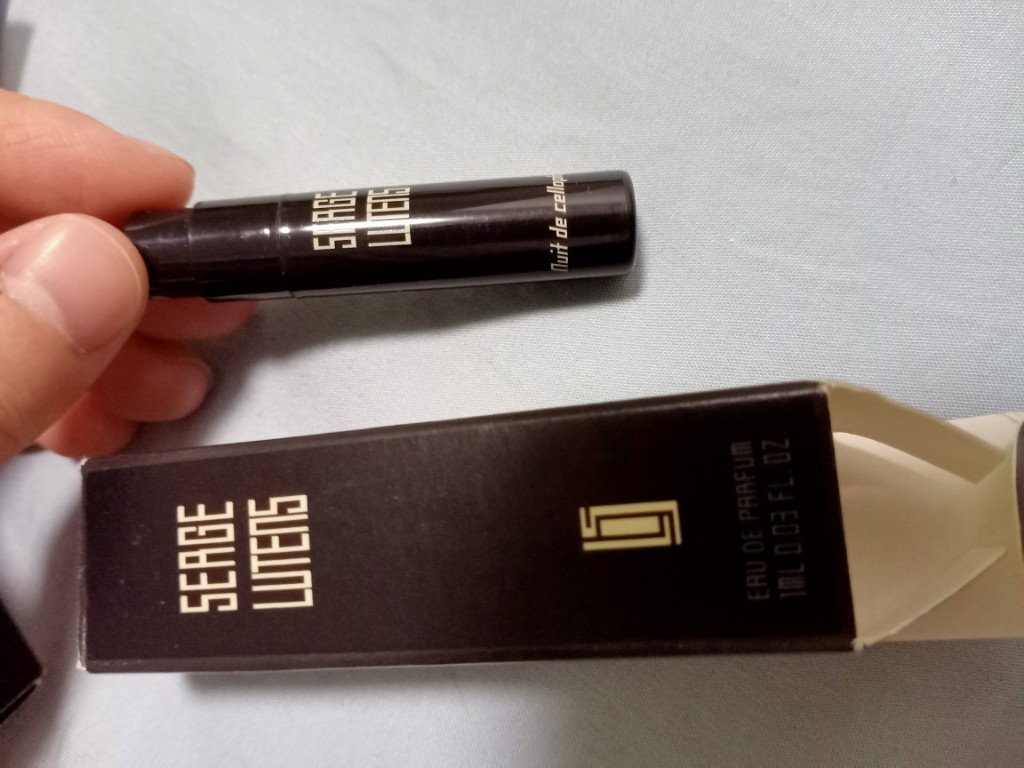 SERGE
LUTENS
Nuit de cellop
SERGE
LUTENS
EAU DE PARFUM
1ML 0.03 FL. OZ.